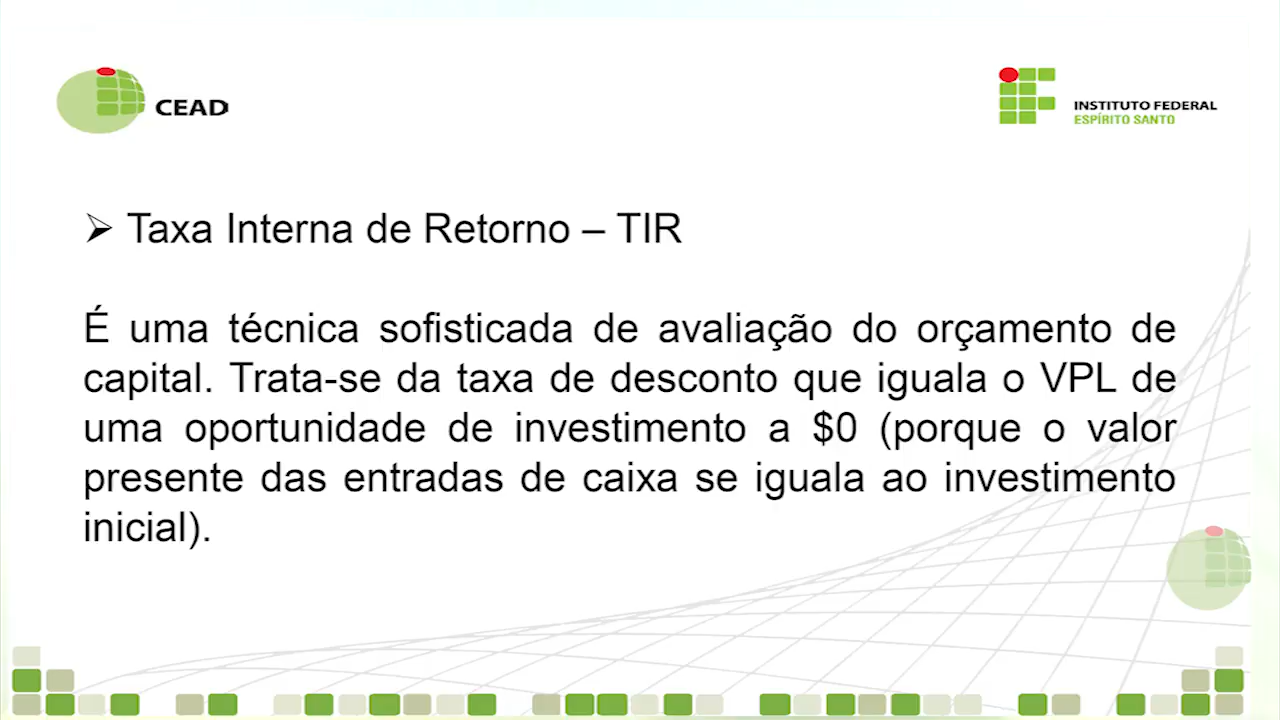 CEAD
INSTITUTO FEDERAL
ESPÍRITO SANTO
➢ Taxa Interna de Retorno – TIR
É uma técnica sofisticada de avaliação do orçamento de
capital. Trata-se da taxa de desconto que iguala o VPL de
uma oportunidade de investimento a $0 (porque o valor
presente das entradas de caixa se iguala ao investimento
inicial).